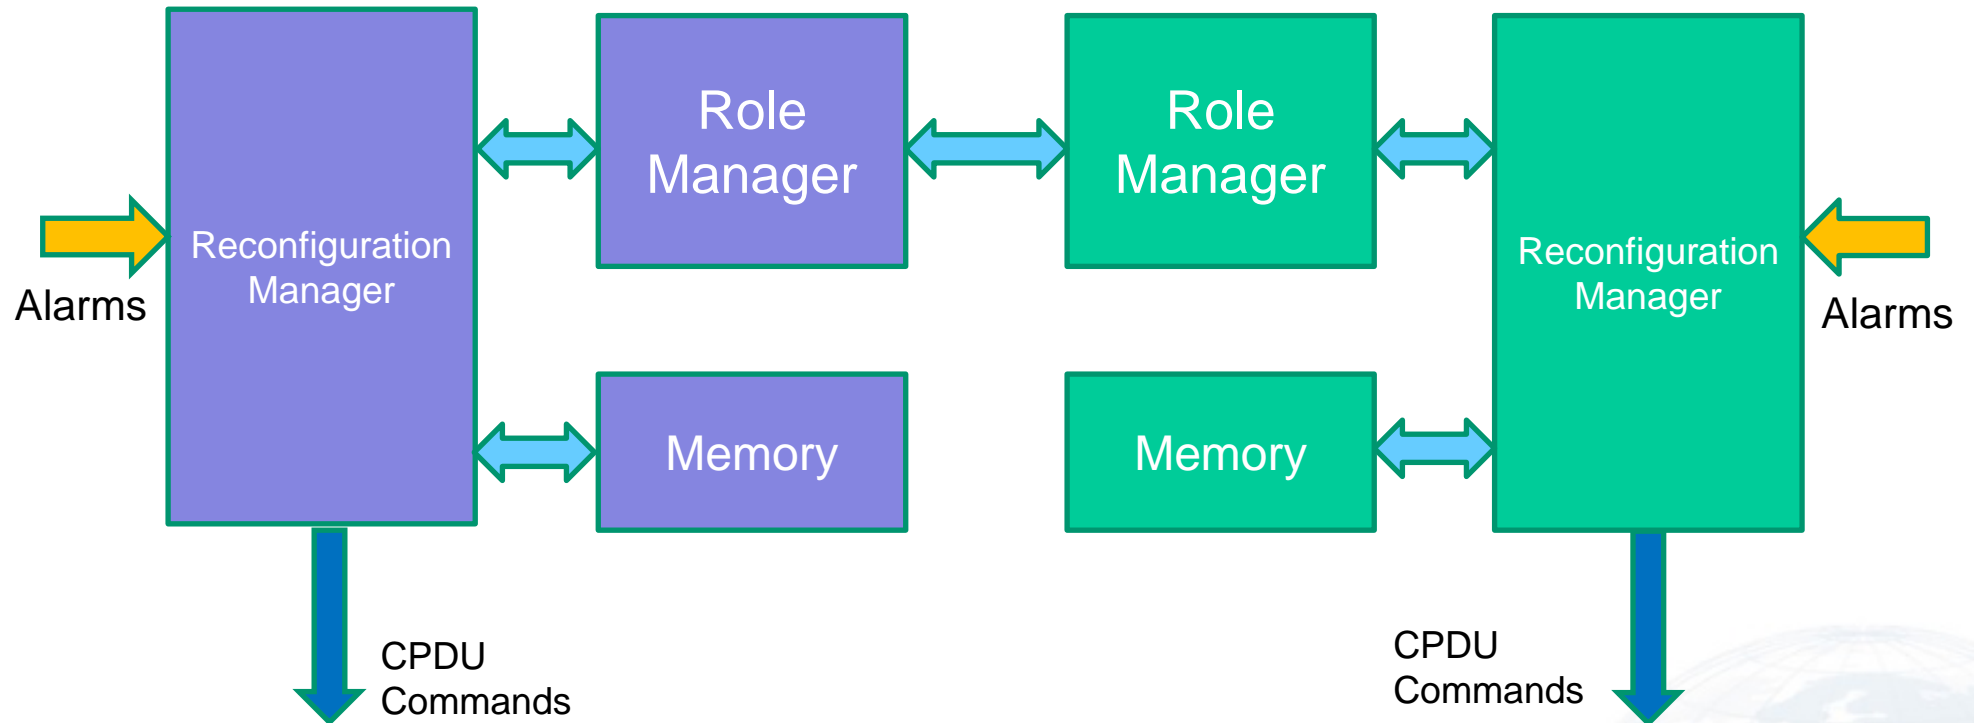 Role
Manager
Role
Manager
Reconfiguration
Manager
Reconfiguration
Manager
Alarms
Alarms
Memory
Memory
CPDU
Commands
CPDU
Commands